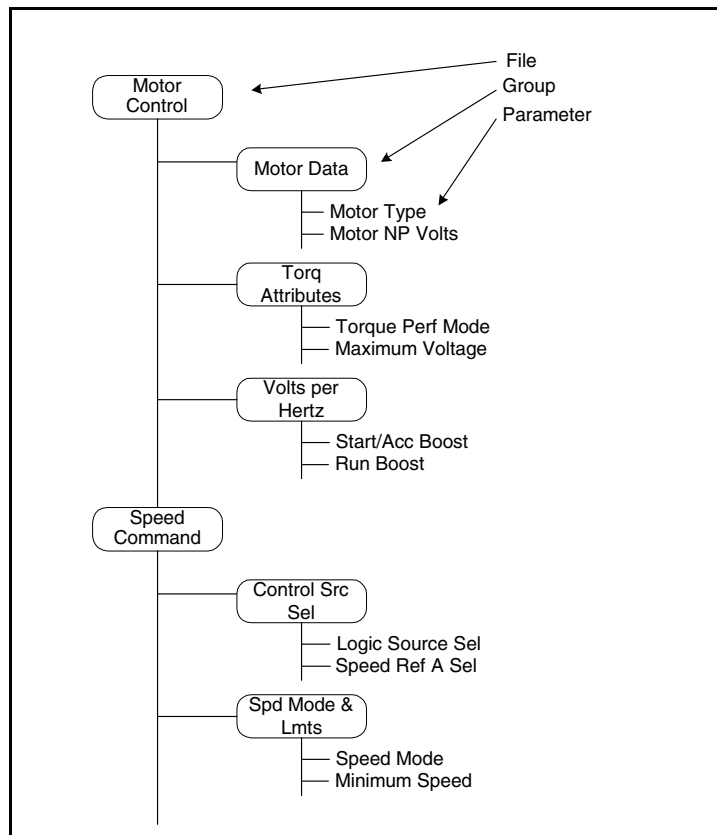 File
Group
Parameter
Motor
Control
Motor Data
Motor Type
Motor NP Volts
Torq
Attributes
Torque Perf Mode
Maximum Voltage
Volts per
Hertz
Start/Acc Boost
Run Boost
Speed
Command
Control Src
Sel
Logic Source Sel
Speed Ref A Sel
Spd Mode &
Lmts
Speed Mode
Minimum Speed